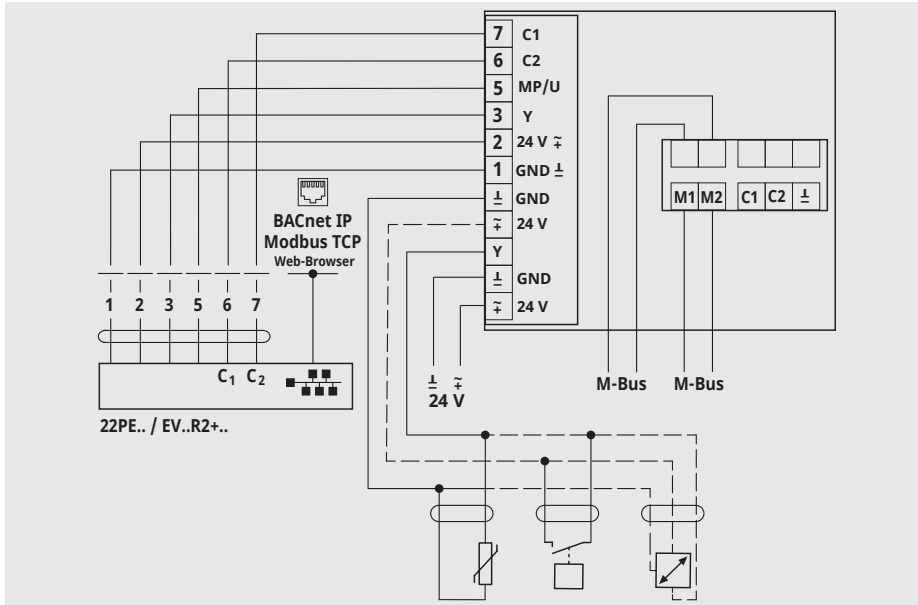 7 C1
6 C2
5 MP/U
3 Y
2 24 V ~+
1 GND ⊥
⊥ GND
~+ 24 V
Y
⊥ GND
~+ 24 V
M1 M2 C1 C2 ⊥
BACnet IP
Modbus TCP
Web-Browser
1 2 3 5 6 7
C1 C2
22PE.. / EV..R2+..
⊥ ~+
24 V
M-Bus M-Bus